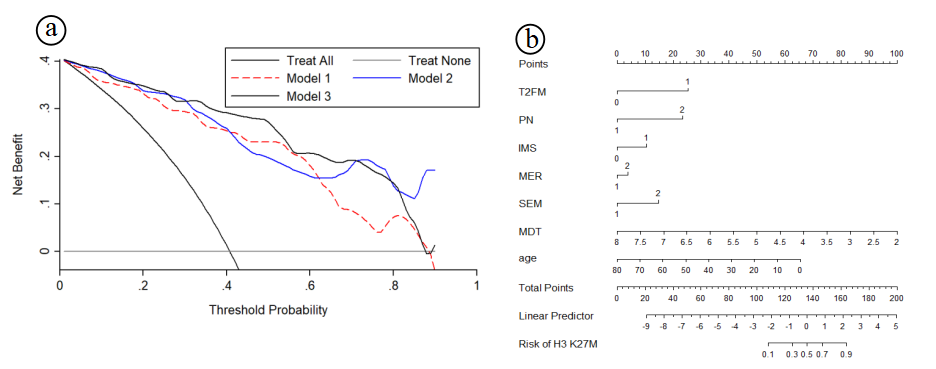 a
Treat All Treat None
Model 1 Model 2
Model 3
.4
.3
.2
.1
0
Net Benefit
0 .2 .4 .6 .8 1
Threshold Probability
b
Points 0 10 20 30 40 50 60 70 80 90 100
T2FM 0 1
PN 1 2
IMS 0 1
MER 1 2
SEM 1 2
MDT 8 7.5 7 6.5 6 5.5 5 4.5 4 3.5 3 2.5 2
age 80 70 60 50 40 30 20 10 0
Total Points 0 20 40 60 80 100 120 140 160 180 200
Linear Predictor -9 -8 -7 -6 -5 -4 -3 -2 -1 0 1 2 3 4 5
Risk of H3 K27M 0.1 0.3 0.5 0.7 0.9